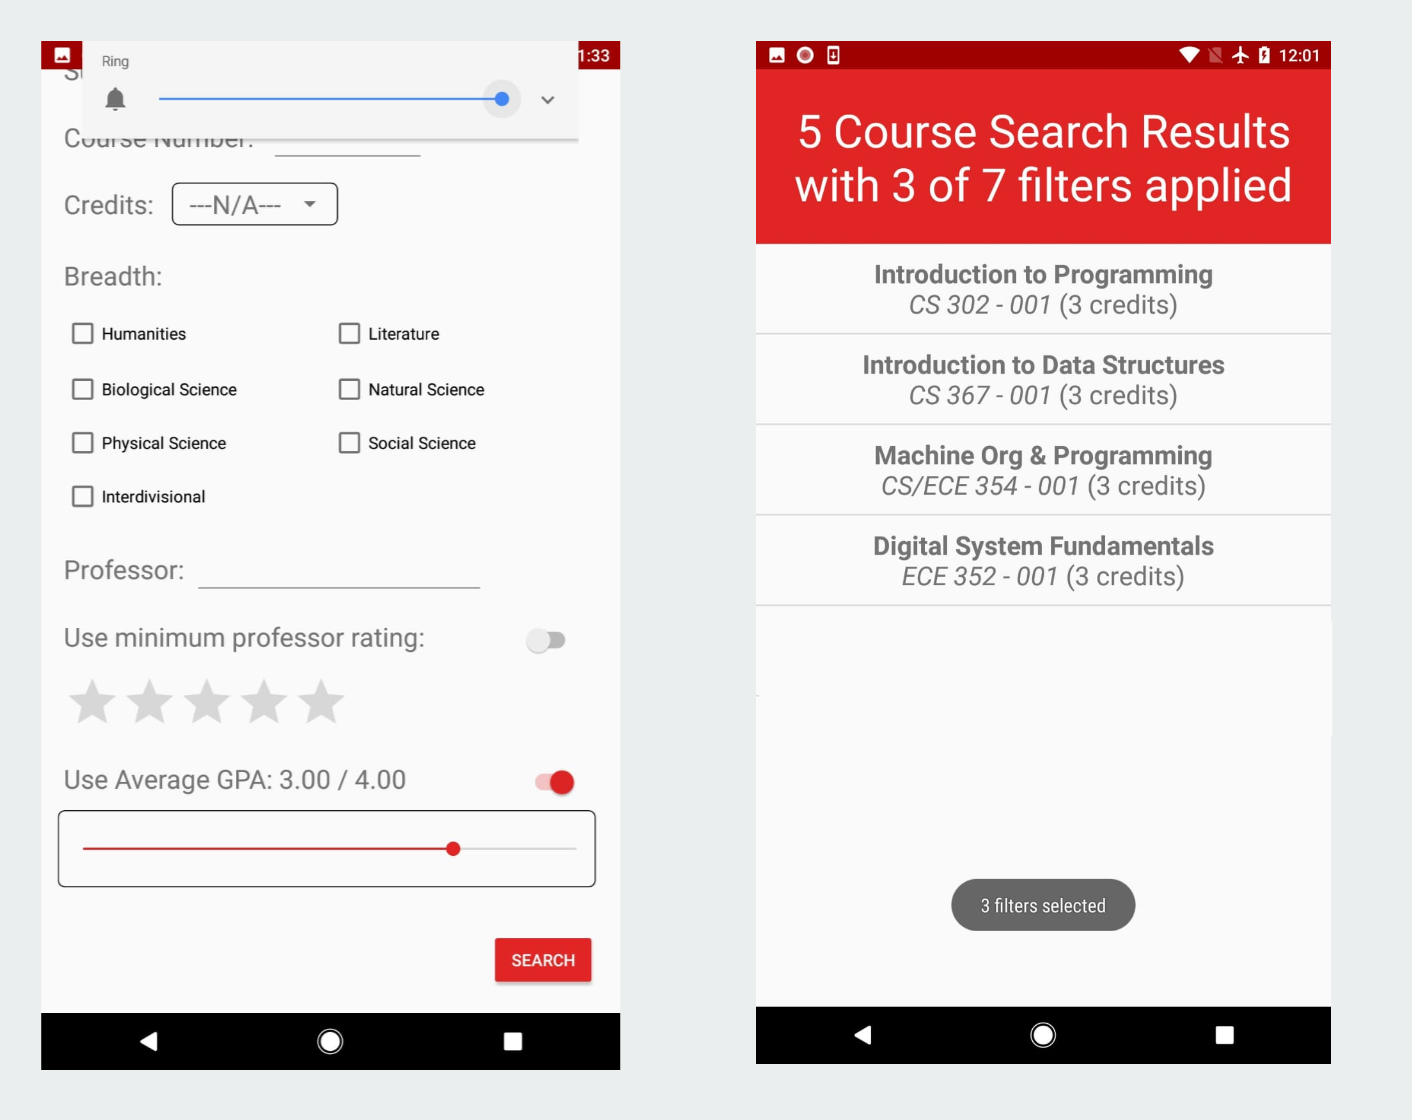 Ring
1:33
Course Number:
Credits: ---N/A---
Breadth:
Humanities
Literature
Biological Science
Natural Science
Physical Science
Social Science
Interdivisional
Professor:
Use minimum professor rating:
Use Average GPA: 3.00 / 4.00
SEARCH
12:01
5 Course Search Results
with 3 of 7 filters applied
Introduction to Programming
CS 302 - 001 (3 credits)
Introduction to Data Structures
CS 367 - 001 (3 credits)
Machine Org & Programming
CS/ECE 354 - 001 (3 credits)
Digital System Fundamentals
ECE 352 - 001 (3 credits)
3 filters selected